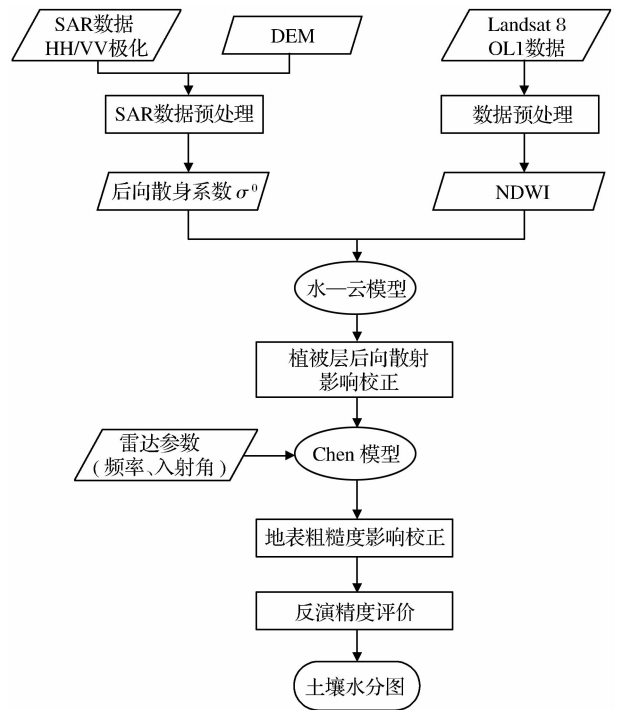 SAR数据
HH/VV极化
DEM
Landsat 8
OL1数据
SAR数据预处理
数据预处理
后向散身系数 σ⁰
NDWI
水—云模型
植被层后向散射
影响校正
雷达参数
(频率、入射角)
Chen 模型
地表粗糙度影响校正
反演精度评价
土壤水分图